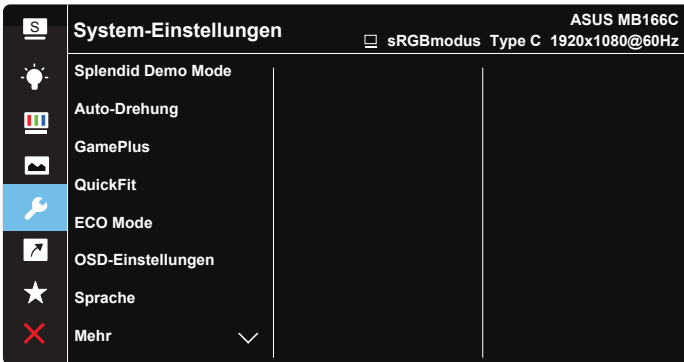 S
System-Einstellungen
ASUS MB166C
sRGBmodus Type C 1920x1080@60Hz
Splendid Demo Mode
Auto-Drehung
GamePlus
QuickFit
ECO Mode
OSD-Einstellungen
Sprache
Mehr